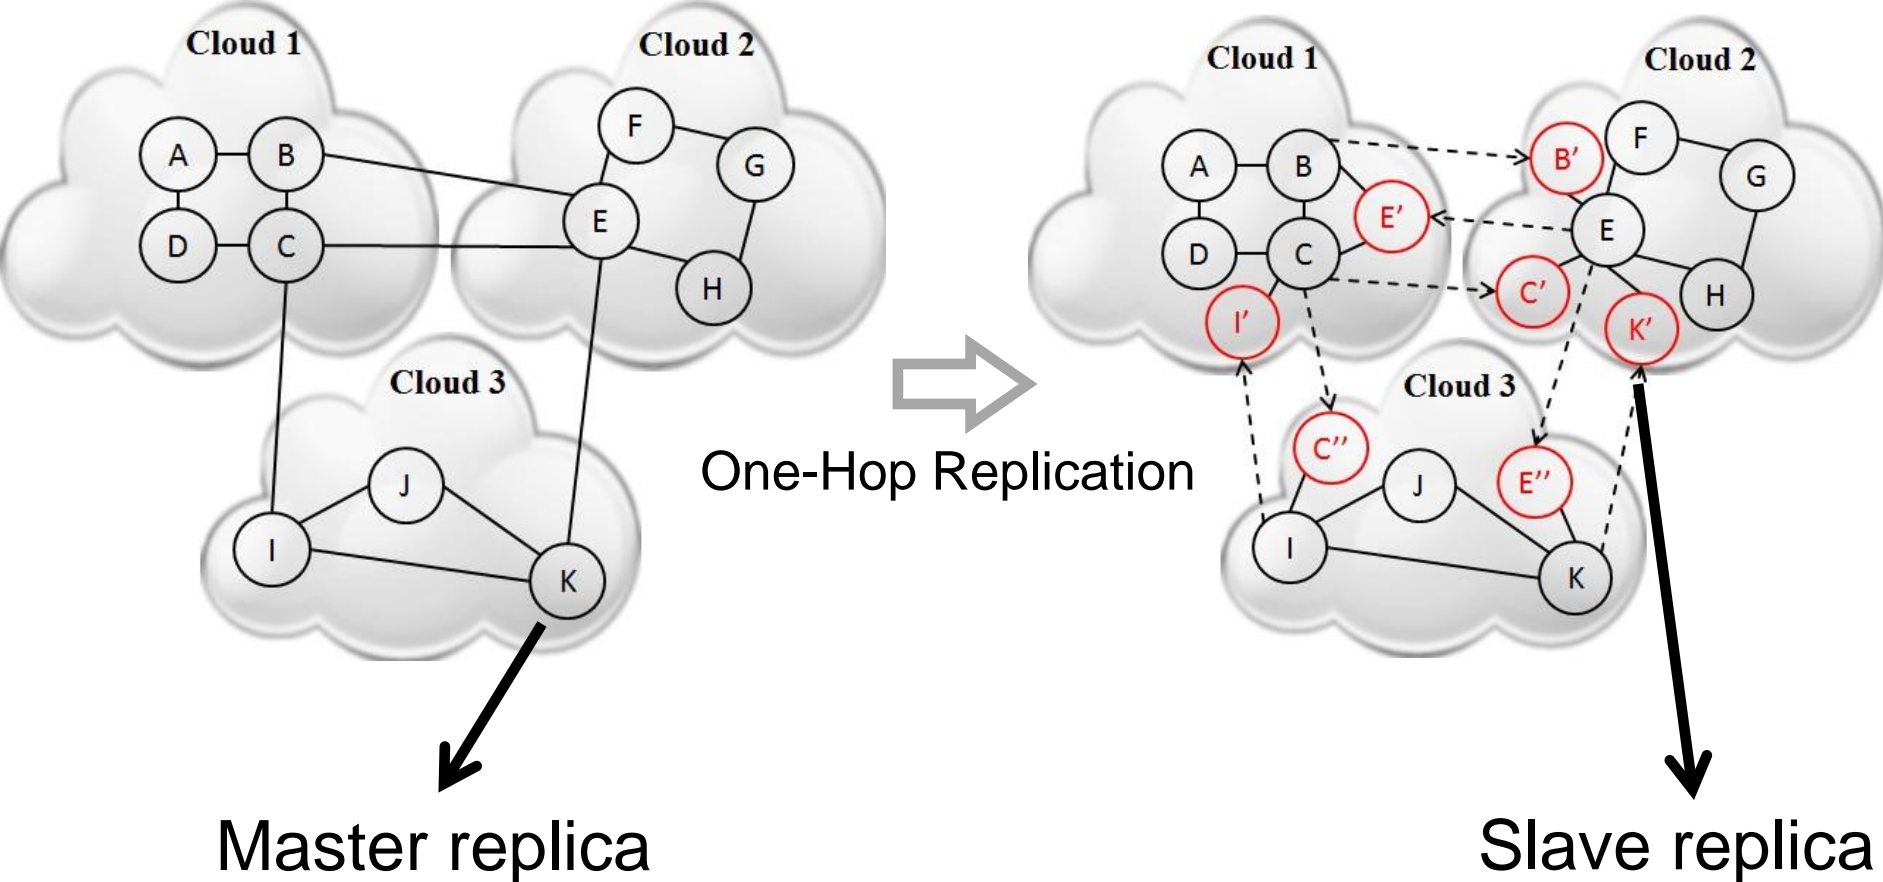 Cloud 1
Cloud 2
A
B
F
G
E
D
C
H
Cloud 3
J
I
K
Master replica
One-Hop Replication
Cloud 1
Cloud 2
A
B
B’
F
G
E’
E
D
C
C’
H
I’
K’
Cloud 3
C’’
J
E’’
I
K
Slave replica